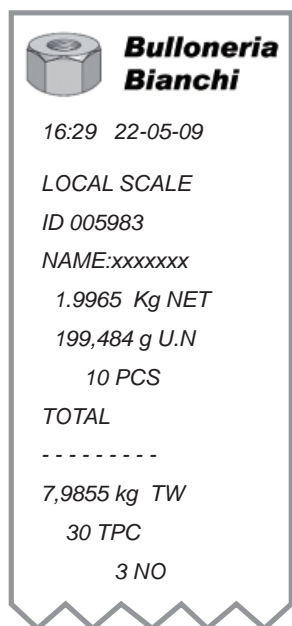 Bulloneria
Bianchi
16:29 22-05-09
LOCAL SCALE
ID 005983
NAME:xxxxxxx
1.9965 Kg NET
199,484 g U.N
10 PCS
TOTAL
- - - - - - - - -
7,9855 kg TW
30 TPC
3 NO